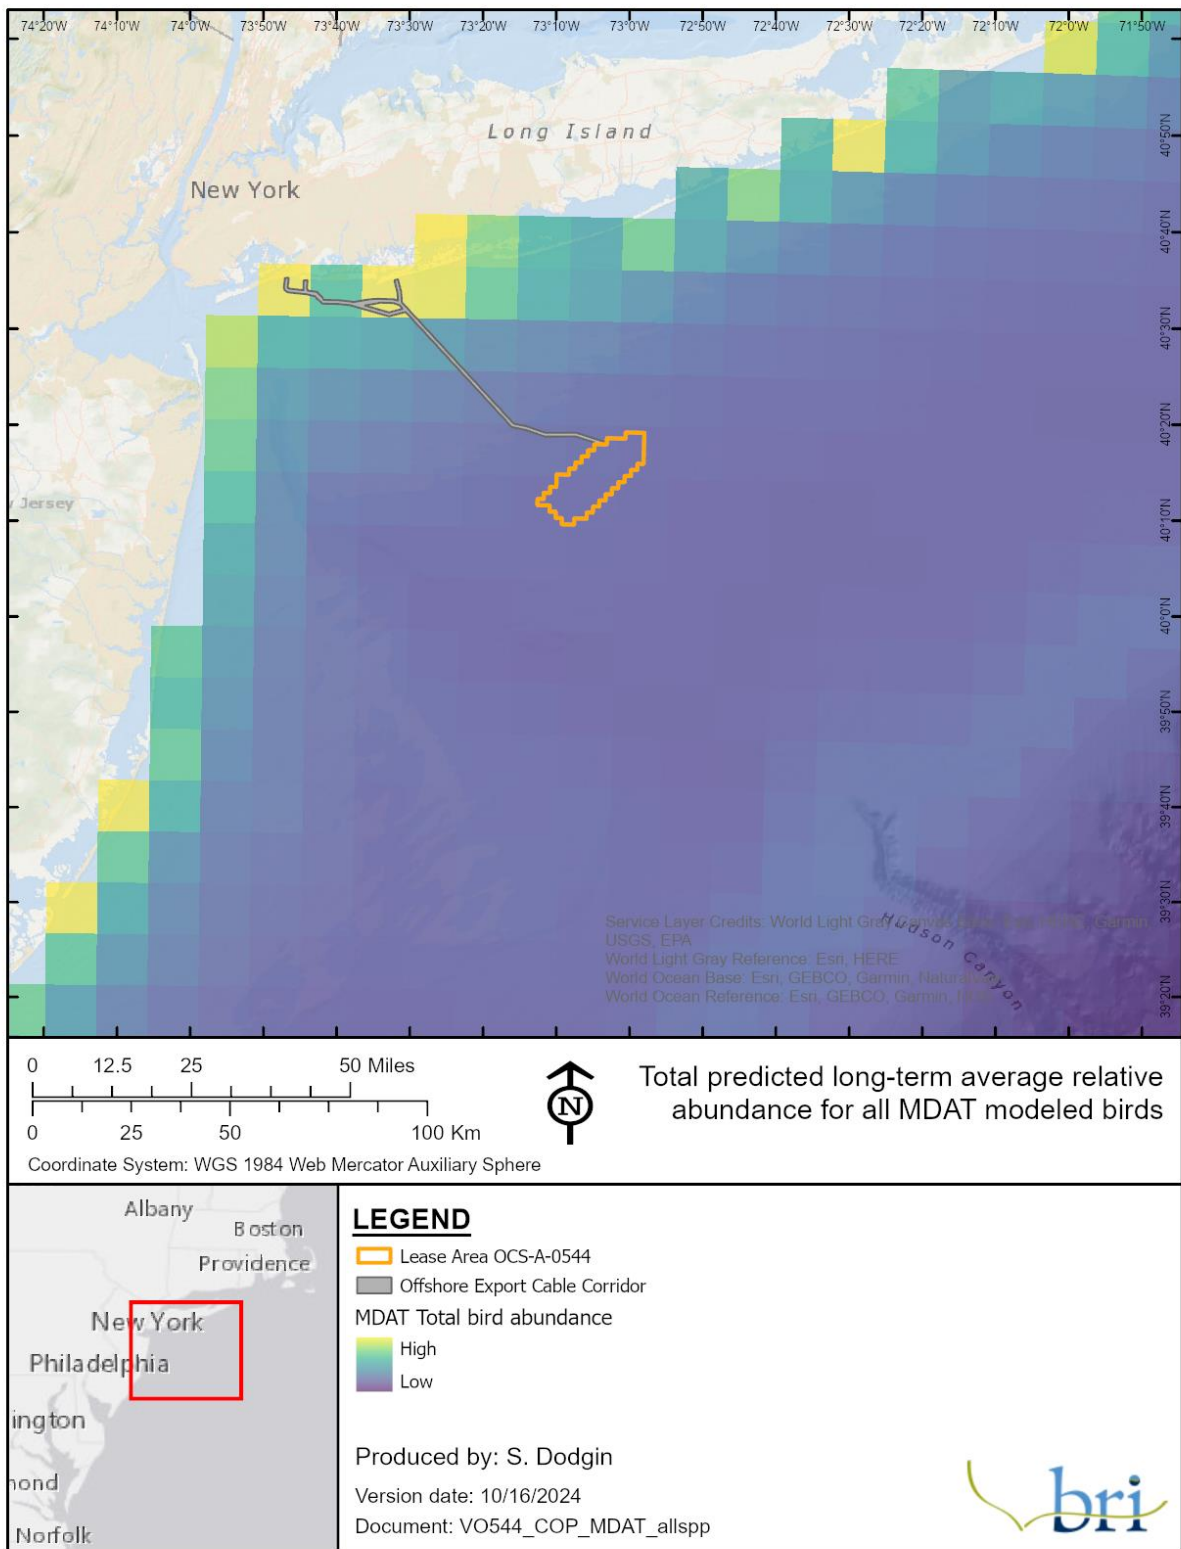 74°20'W 74°10'W 74°0'W 73°50'W 73°40'W 73°30'W 73°20'W 73°10'W 73°0'W 72°50'W 72°40'W 72°30'W 72°20'W 72°10'W 72°0'W 71°50'W
Long Island
40°50'N
New York
40°40'N
40°30'N
40°20'N
Jersey
40°10'N
40°0'N
39°50'N
39°40'N
39°30'N
Hudson Canyon
Service Layer Credits: World Light Gray Garmin
USGS, EPA
World Light Gray Reference: Esri, HERE
World Ocean Base: Esri, GEBCO, Garmin,
World Ocean Reference: Esri, GEBCO, Garmin,
39°20'N
0 12.5 25 50 Miles
0 25 50 100 Km
Coordinate System: WGS 1984 Web Mercator Auxiliary Sphere
N
Total predicted long-term average relative
abundance for all MDAT modeled birds
Albany
Boston
Providence
New York
Philadelphia
ington
mond
Norfolk
LEGEND
Lease Area OCS-A-0544
Offshore Export Cable Corridor
MDAT Total bird abundance
High
Low
Produced by: S. Dodgin
Version date: 10/16/2024
Document: VO544_COP_MDAT_allspp
bri